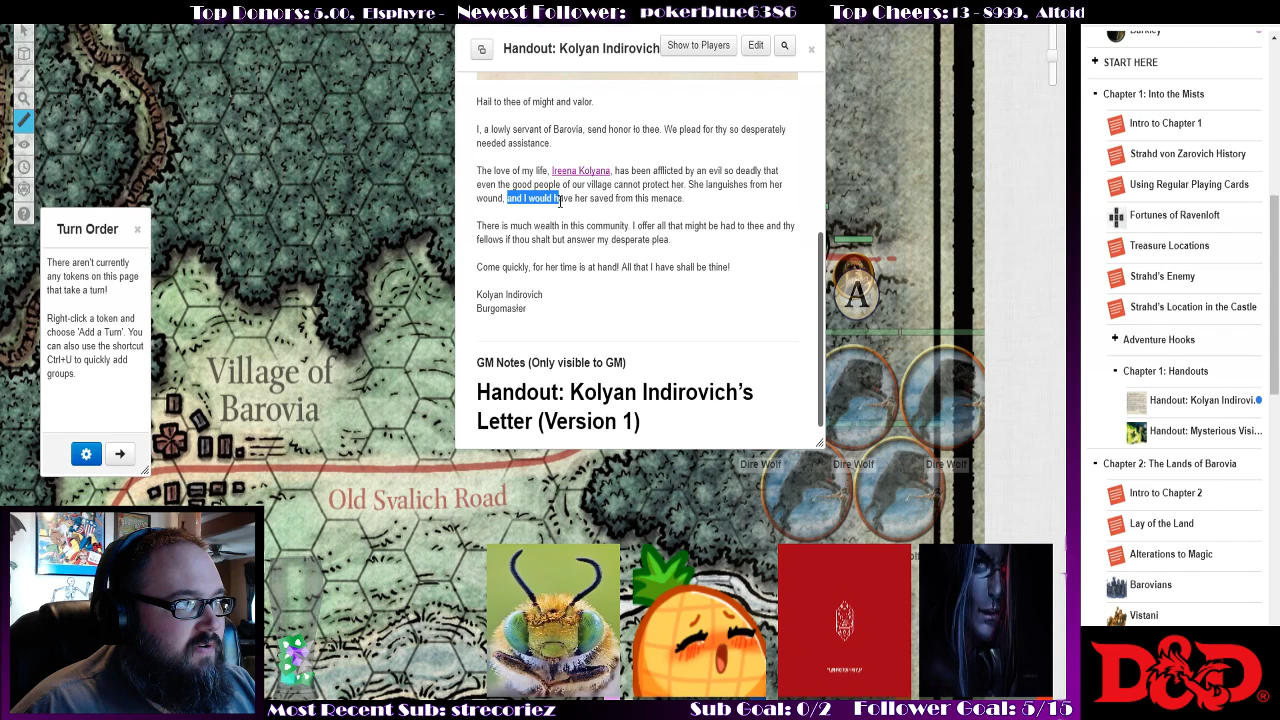 Top Donors: 5.00, Elsphyre -
Newest Follower: pokerblue6386
Top Cheers: 13 - 8999, Altoid
Handout: Kolyan Indirovich
Show to Players
Edit
Hail to thee of might and valor.
I, a lowly servant of Barovia, send honor to thee. We plead for thy so desperately
needed assistance.
The love of my life, Ireena Kolyana, has been afflicted by an evil so deadly that
even the good people of our village cannot protect her. She languishes from her
wound, and I would have her saved from this menace.
There is much wealth in this community. I offer all that might be had to thee and thy
fellows if thou shalt but answer my desperate plea.
Come quickly, for her time is at hand! All that I have shall be thine!
Kolyan Indirovich
Burgomaster
GM Notes (Only visible to GM)
Handout: Kolyan Indirovich's
Letter (Version 1)
Turn Order
There aren't currently
any tokens on this page
that take a turn!
Right-click a token and
choose 'Add a Turn'. You
can also use the shortcut
Ctrl+U to quickly add
groups.
Village of
Barovia
Old Svalich Road
A
Dire Wolf
Dire Wolf
Dire Wolf
Barkley
START HERE
Chapter 1: Into the Mists
Intro to Chapter 1
Strahd von Zarovich History
Using Regular Playing Cards
Fortunes of Ravenloft
Treasure Locations
Strahd's Enemy
Strahd's Location in the Castle
Adventure Hooks
Chapter 1: Handouts
Handout: Kolyan Indirovi...
Handout: Mysterious Visi...
Chapter 2: The Lands of Barovia
Intro to Chapter 2
Lay of the Land
Alterations to Magic
Barovians
Vistani
D&D
Most Recent Sub: strecoriez
Sub Goal: 0/2
Follower Goal: 5/15